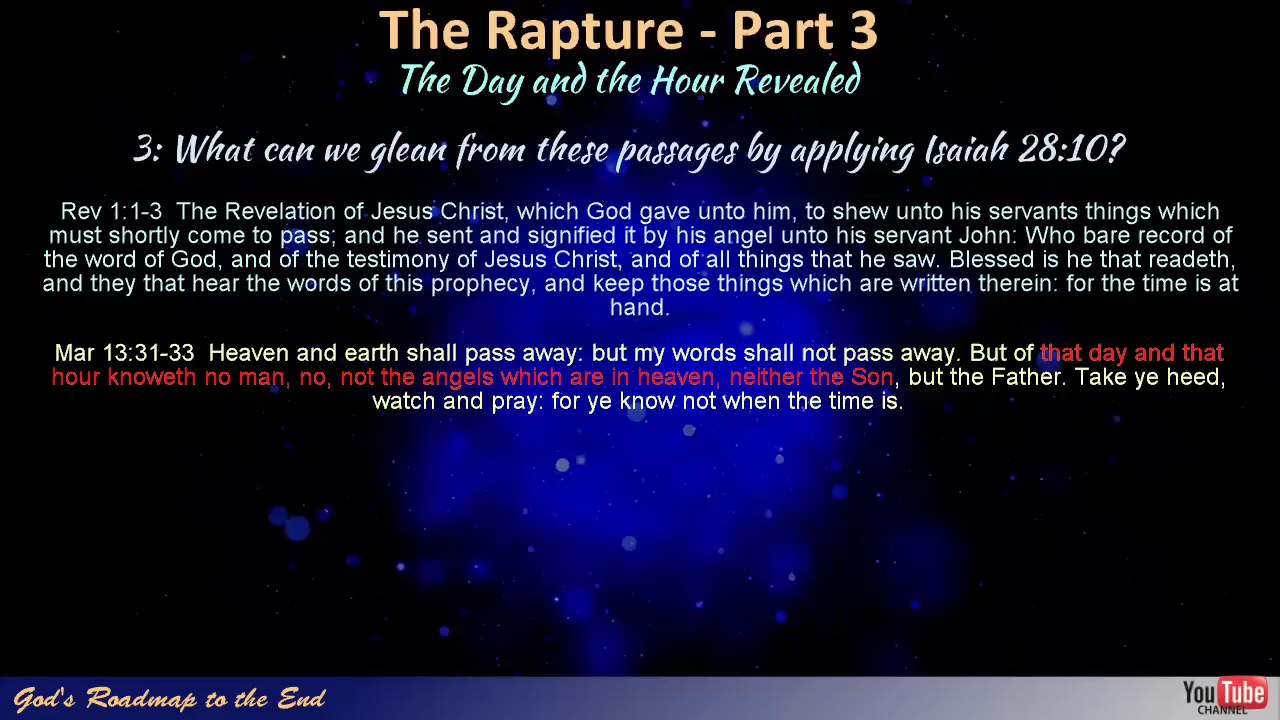 The Rapture - Part 3
The Day and the Hour Revealed
3: What can we glean from these passages by applying Isaiah 28:10?
Rev 1:1-3  The Revelation of Jesus Christ, which God gave unto him, to shew unto his servants things which
must shortly come to pass; and he sent and signified it by his angel unto his servant John: Who bare record of
the word of God, and of the testimony of Jesus Christ, and of all things that he saw. Blessed is he that readeth,
and they that hear the words of this prophecy, and keep those things which are written therein: for the time is at
hand.
Mar 13:31-33  Heaven and earth shall pass away: but my words shall not pass away. But of that day and that
hour knoweth no man, no, not the angels which are in heaven, neither the Son, but the Father. Take ye heed,
watch and pray: for ye know not when the time is.
God's Roadmap to the End
YouTube
CHANNEL